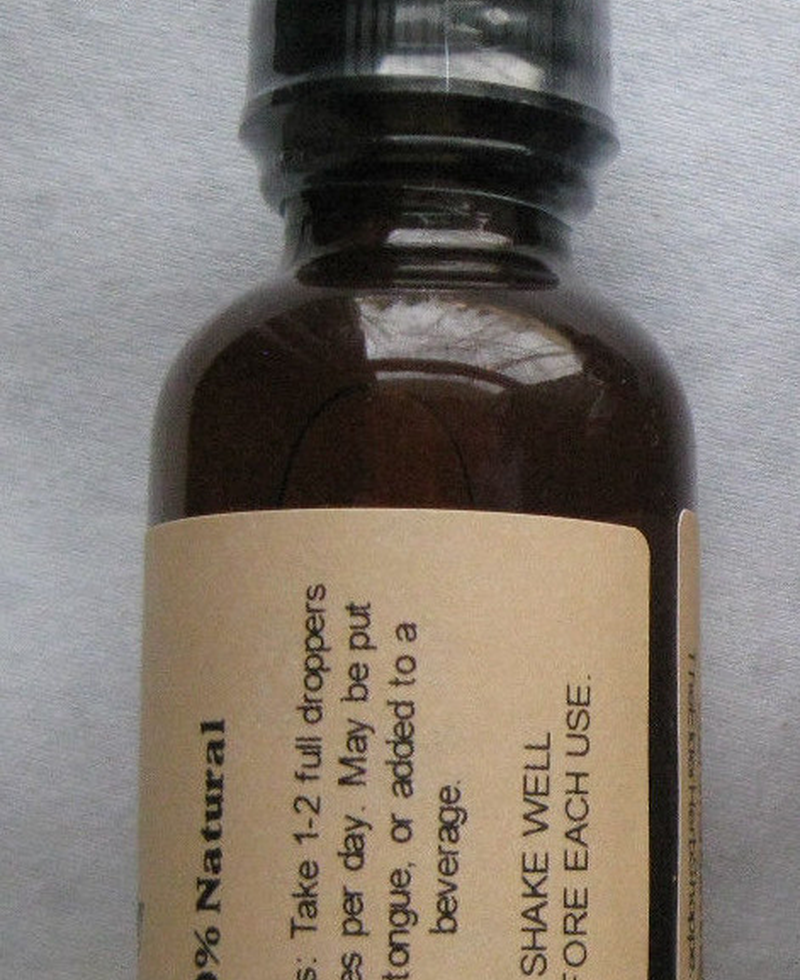 0% Natural
s: Take 1-2 full droppers
es per day. May be put
tongue, or added to a
beverage.
SHAKE WELL
FORE EACH USE.